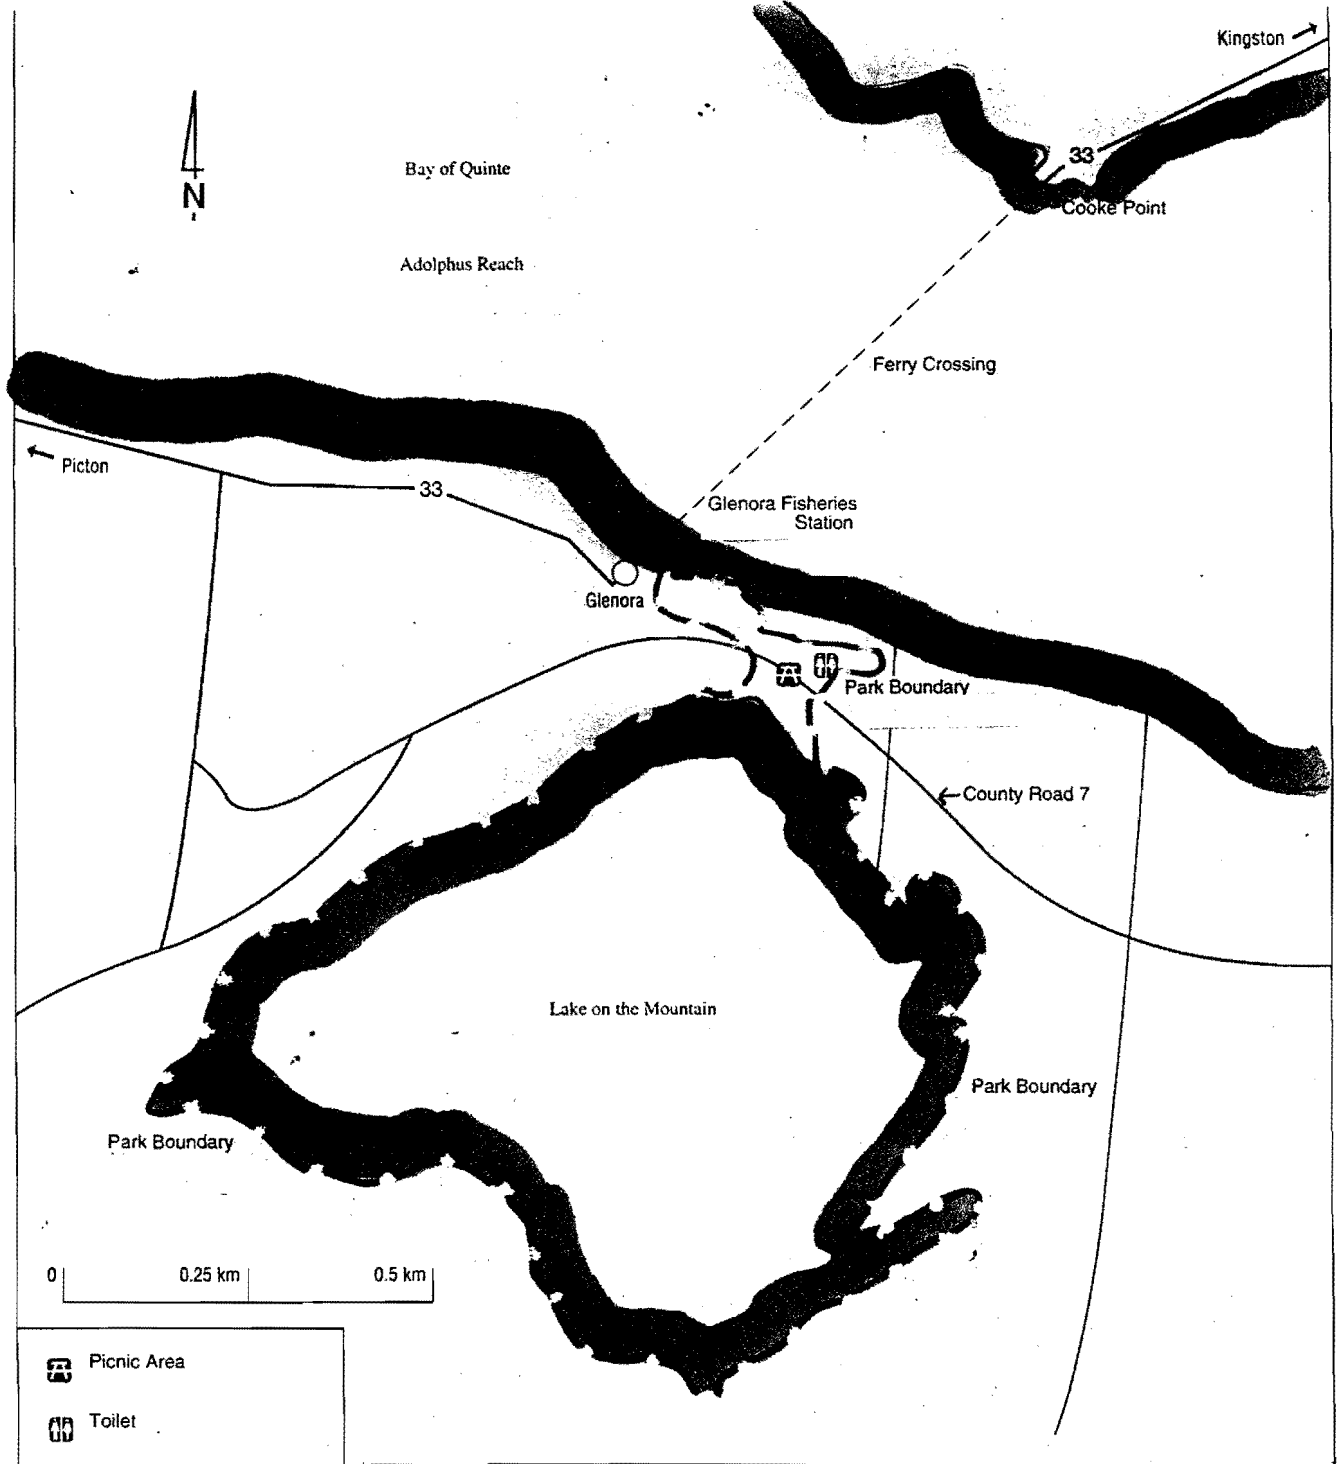 Kingston
33
Cooke Point
N
Bay of Quinte
Adolphus Reach
Ferry Crossing
Picton
33
Glenora Fisheries
Station
Glenora
Park Boundary
County Road 7
Lake on the Mountain
Park Boundary
Park Boundary
0 0.25 km 0.5 km
Picnic Area
Toilet